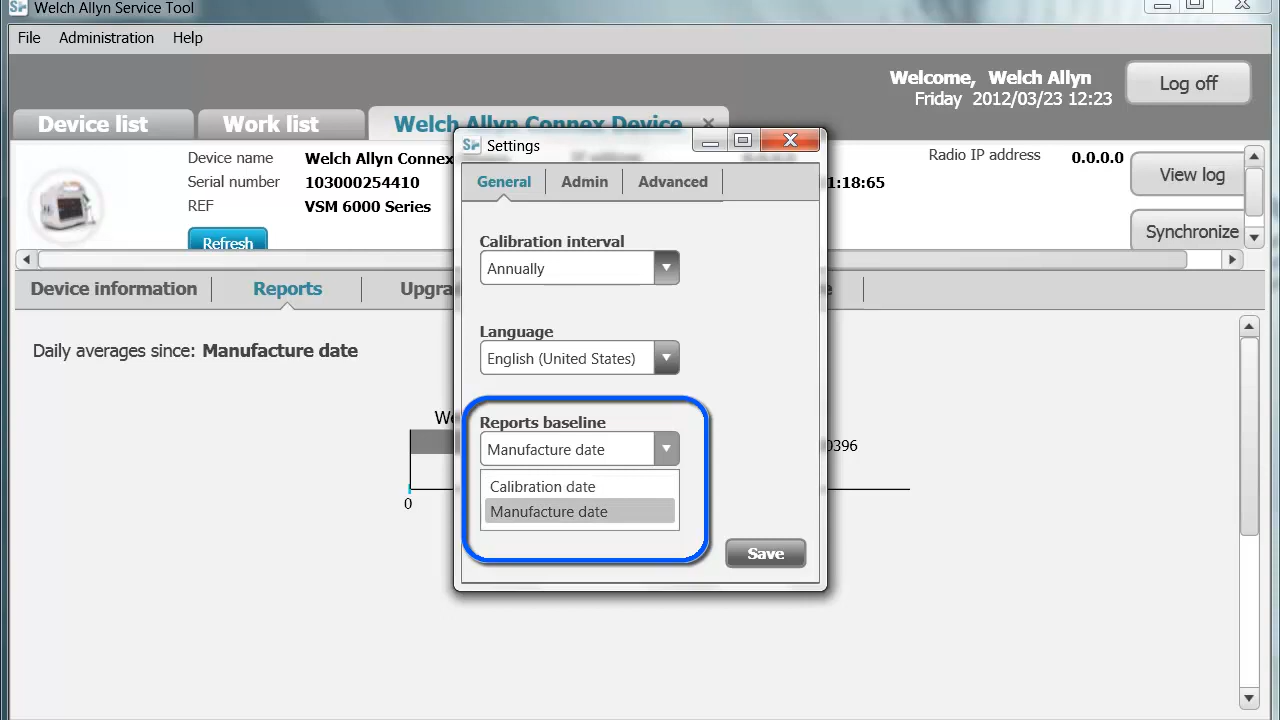 Welch Allyn Service Tool
File Administration Help
Welcome, Welch Allyn
Friday 2012/03/23 12:23
Log off
Device list
Work list
Welch Allyn Connex Device
Settings
Device name Welch Allyn Connex
Serial number 103000254410
REF VSM 6000 Series
Refresh
1:18:65
Radio IP address 0.0.0.0
View log
Synchronize
Device information
Reports
Daily averages since: Manufacture date
0
0396
General
Admin
Advanced
Calibration interval
Annually
Language
English (United States)
Reports baseline
Manufacture date
Calibration date
Manufacture date
Save